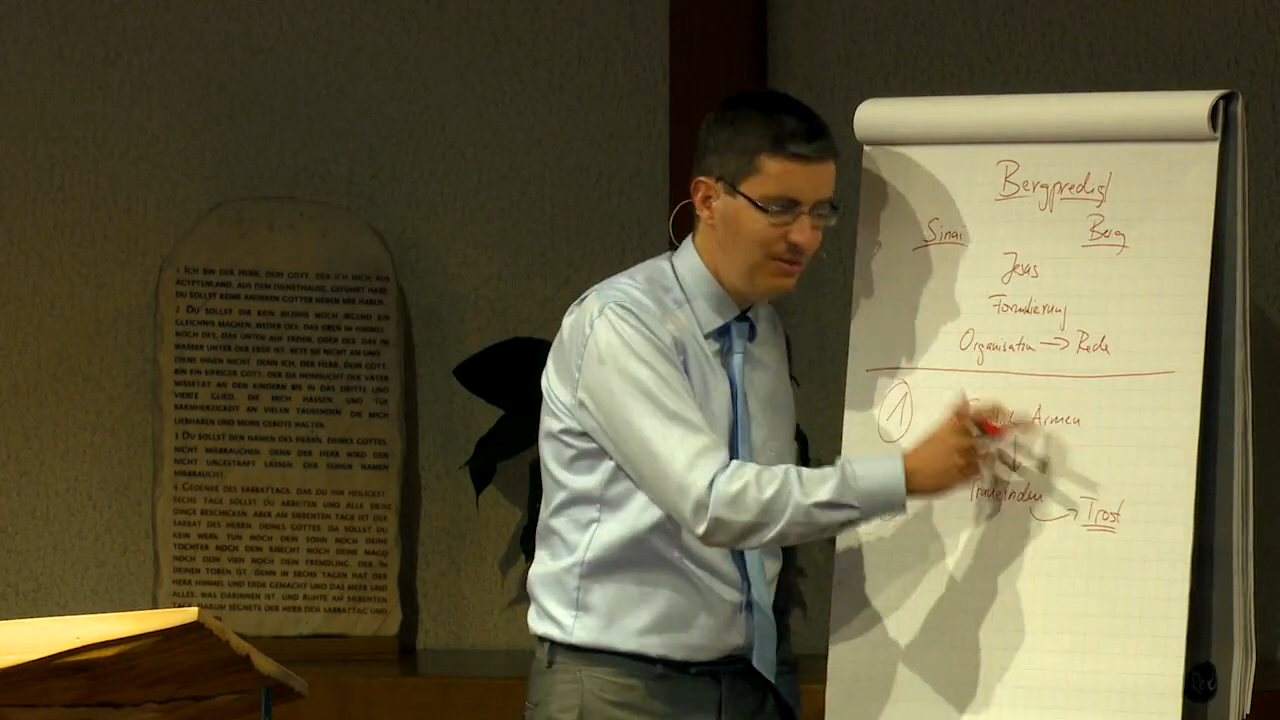 1 ICH BIN DER HERR, DEIN GOTT, DER ICH DICH AUS
ÄGYPTENLAND, AUS DEM DIENSTHAUSE, GEFÜHRT HABE.
DU SOLLST KEINE ANDEREN GÖTTER NEBEN MIR HABEN.
2 DU SOLLST DIR KEIN BILDNIS NOCH IRGEND EIN
GLEICHNIS MACHEN, WEDER DES, DAS OBEN IM HIMMEL,
NOCH DES, DAS UNTEN AUF ERDEN, ODER DES, DAS IM
WASSER UNTER DER ERDE IST. BETE SIE NICHT AN UND
DIENE IHNEN NICHT. DENN ICH, DER HERR, DEIN GOTT,
BIN EIN EIFRIGER GOTT, DER DA HEIMSUCHT DER VÄTER
MISSETAT AN DEN KINDERN BIS IN DAS DRITTE UND
VIERTE GLIED, DIE MICH HASSEN, UND TUE
BARMHERZIGKEIT AN VIELEN TAUSENDEN, DIE MICH
LIEBHABEN UND MEINE GEBOTE HALTEN.
3 DU SOLLST DEN NAMEN DES HERRN, DEINES GOTTES,
NICHT MIßBRAUCHEN, DENN DER HERR WIRD DEN
NICHT UNGESTRAFT LASSEN, DER SEINEN NAMEN
MIßBRAUCHT.
4 GEDENKE DES SABBATTAGS, DAS DU IHN HEILIGEST.
SECHS TAGE SOLLST DU ARBEITEN UND ALLE DEINE
DINGE BESCHICKEN. ABER AM SIEBENTEN TAGE IST DER
SABBAT DES HERRN, DEINES GOTTES. DA SOLLST DU
KEIN WERK TUN NOCH DEIN SOHN NOCH DEINE
TOCHTER NOCH DEIN KNECHT NOCH DEINE MAGD
NOCH DEIN VIEH NOCH DEIN FREMDLING, DER IN
DEINEN TOREN IST. DENN IN SECHS TAGEN HAT DER
HERR HIMMEL UND ERDE GEMACHT UND DAS MEER UND
ALLES, WAS DARINNEN IST, UND RUHTE AM SIEBENTEN
TAGE. DARUM SEGNETE DER HERR DEN SABBATTAG UND
Bergpredigt
Sinai Berg
Jesus
Formulierung
Organisation → Rede
1 Armen
Trauernden → Trost